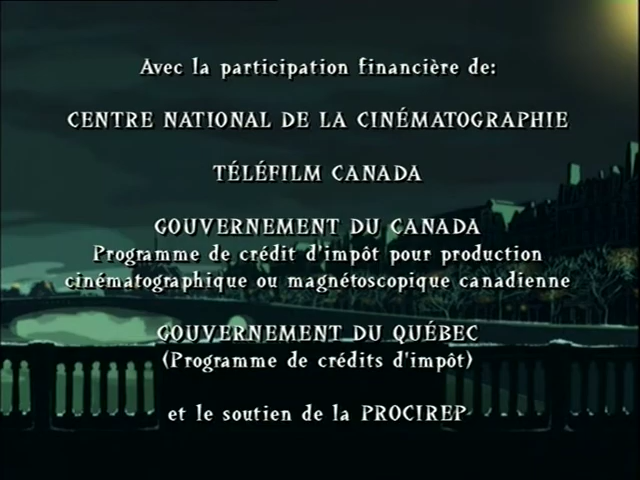 Avec la participation financière de:
CENTRE NATIONAL DE LA CINÉMATOGRAPHIE
TÉLÉFILM CANADA
GOUVERNEMENT DU CANADA
Programme de crédit d'impôt pour production
cinématographique ou magnétoscopique canadienne
GOUVERNEMENT DU QUÉBEC
(Programme de crédits d'impôt)
et le soutien de la PROCIREP